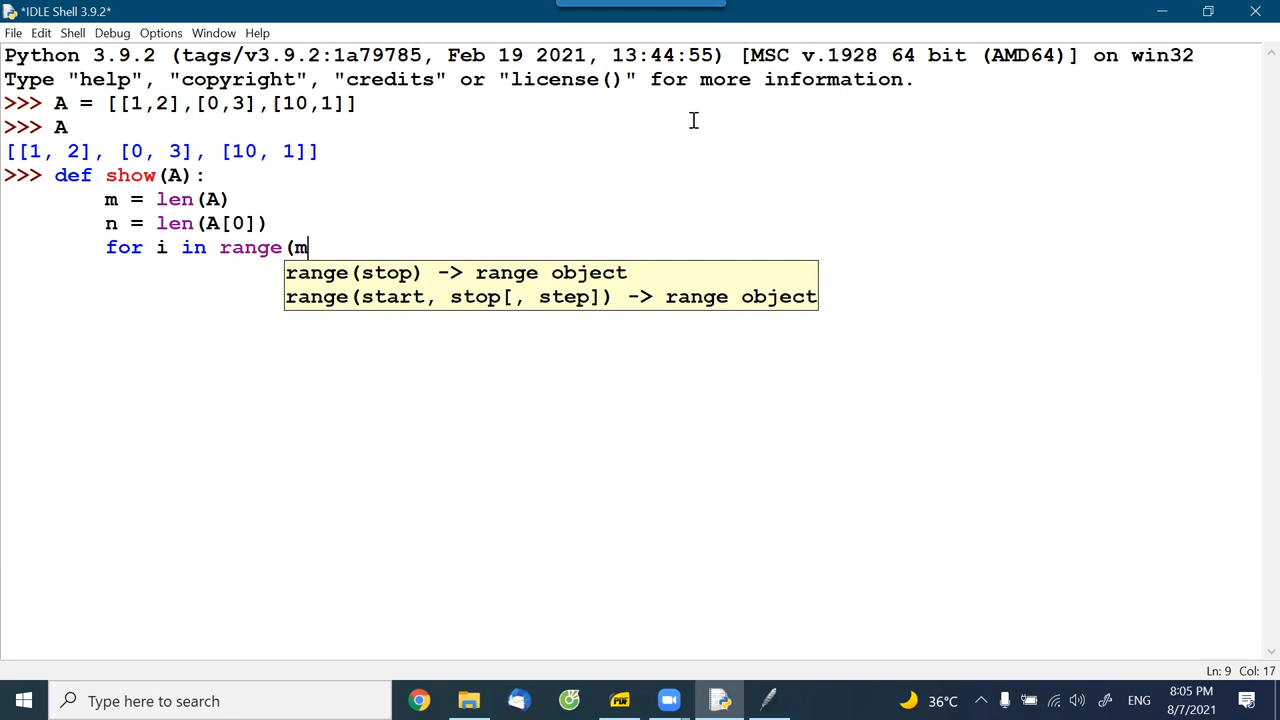 *IDLE Shell 3.9.2*
File Edit Shell Debug Options Window Help
Python 3.9.2 (tags/v3.9.2:1a79785, Feb 19 2021, 13:44:55) [MSC v.1928 64 bit (AMD64)] on win32
Type "help", "copyright", "credits" or "license()" for more information.
>>> A = [[1,2],[0,3],[10,1]]
>>> A
[[1, 2], [0, 3], [10, 1]]
>>> def show(A):
        m = len(A)
        n = len(A[0])
        for i in range(m
range(stop) -> range object
range(start, stop[, step]) -> range object
Ln: 9 Col: 17
Type here to search
PDF
36°C
ENG
8:05 PM
8/7/2021